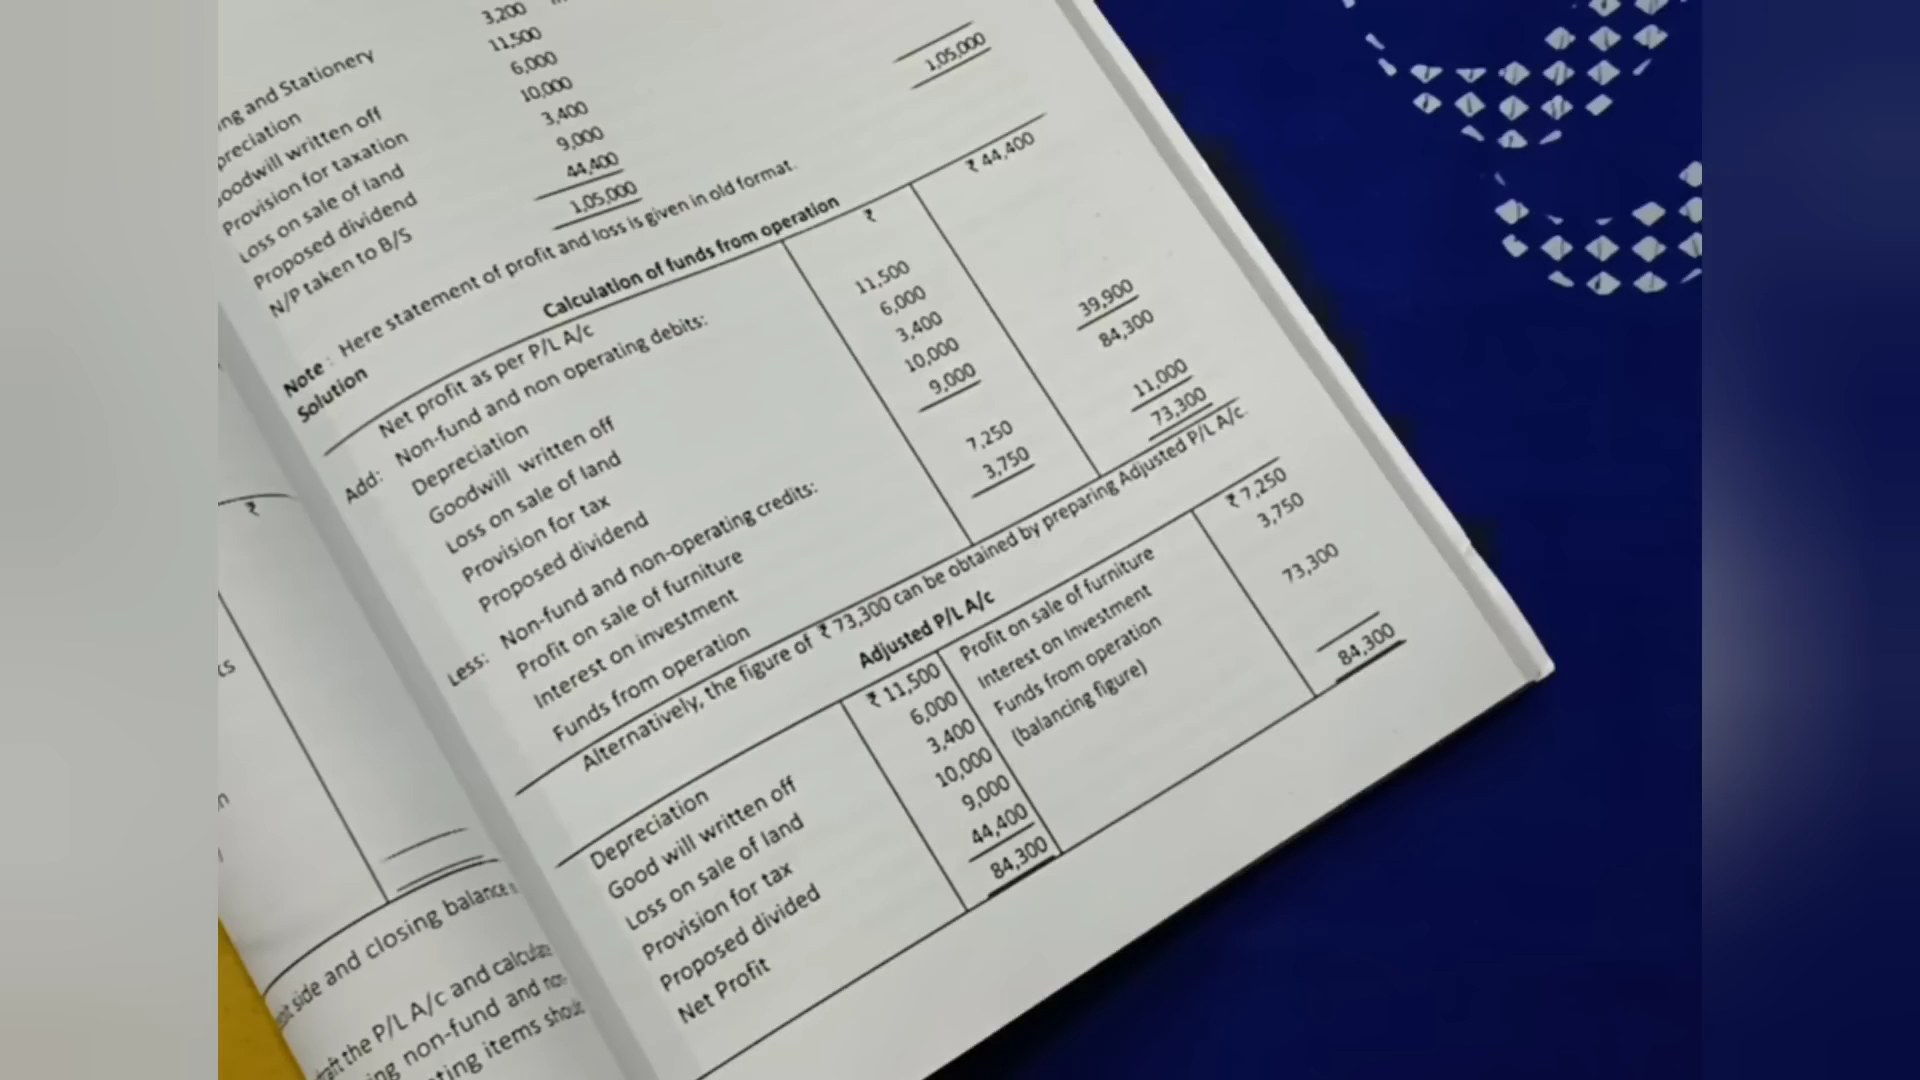 3,200
ng and Stationery 11,500
preciation 6,000
oodwill written off 10,000
Provision for taxation 3,400
Loss on sale of land 9,000
Proposed dividend 44,400
N/P taken to B/S 1,05,000 1,05,000
Note : Here statement of profit and loss is given in old format.
Solution
Calculation of funds from operation
₹
Net profit as per P/L A/c ₹ 44,400
Add: Non-fund and non operating debits:
Depreciation 11,500
Goodwill written off 6,000
Loss on sale of land 3,400
Provision for tax 10,000
Proposed dividend 9,000 39,900
84,300
Less: Non-fund and non-operating credits:
Profit on sale of furniture 7,250
Interest on investment 3,750 11,000
Funds from operation 73,300
Alternatively, the figure of ₹ 73,300 can be obtained by preparing Adjusted P/L A/c.
Adjusted P/L A/c
Depreciation ₹ 11,500 Profit on sale of furniture ₹ 7,250
Good will written off 6,000 Interest on Investment 3,750
Loss on sale of land 3,400 Funds from operation 73,300
Provision for tax 10,000 (balancing figure)
Proposed divided 9,000
Net Profit 44,400
84,300 84,300
₹
side and closing balance
the P/L A/c and calculate
ng non-fund and non-
ting items shoul